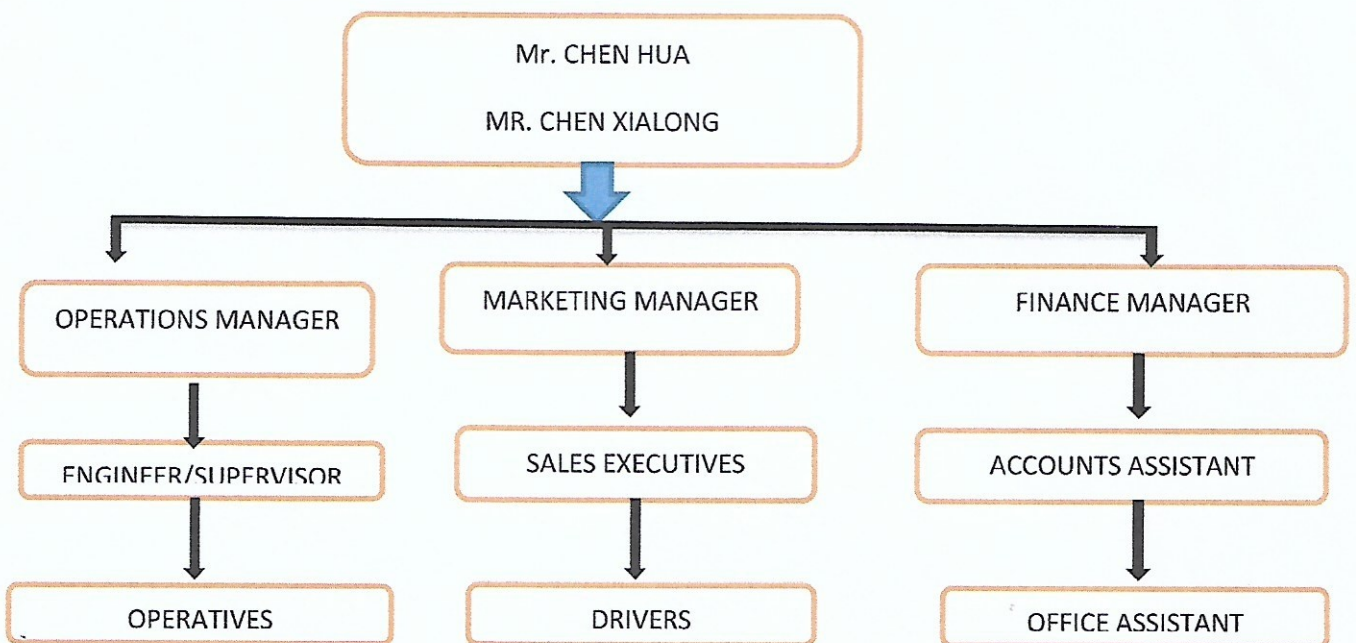 Mr. CHEN HUA
MR. CHEN XIALONG
OPERATIONS MANAGER
MARKETING MANAGER
FINANCE MANAGER
ENGINEER/SUPERVISOR
SALES EXECUTIVES
ACCOUNTS ASSISTANT
OPERATIVES
DRIVERS
OFFICE ASSISTANT